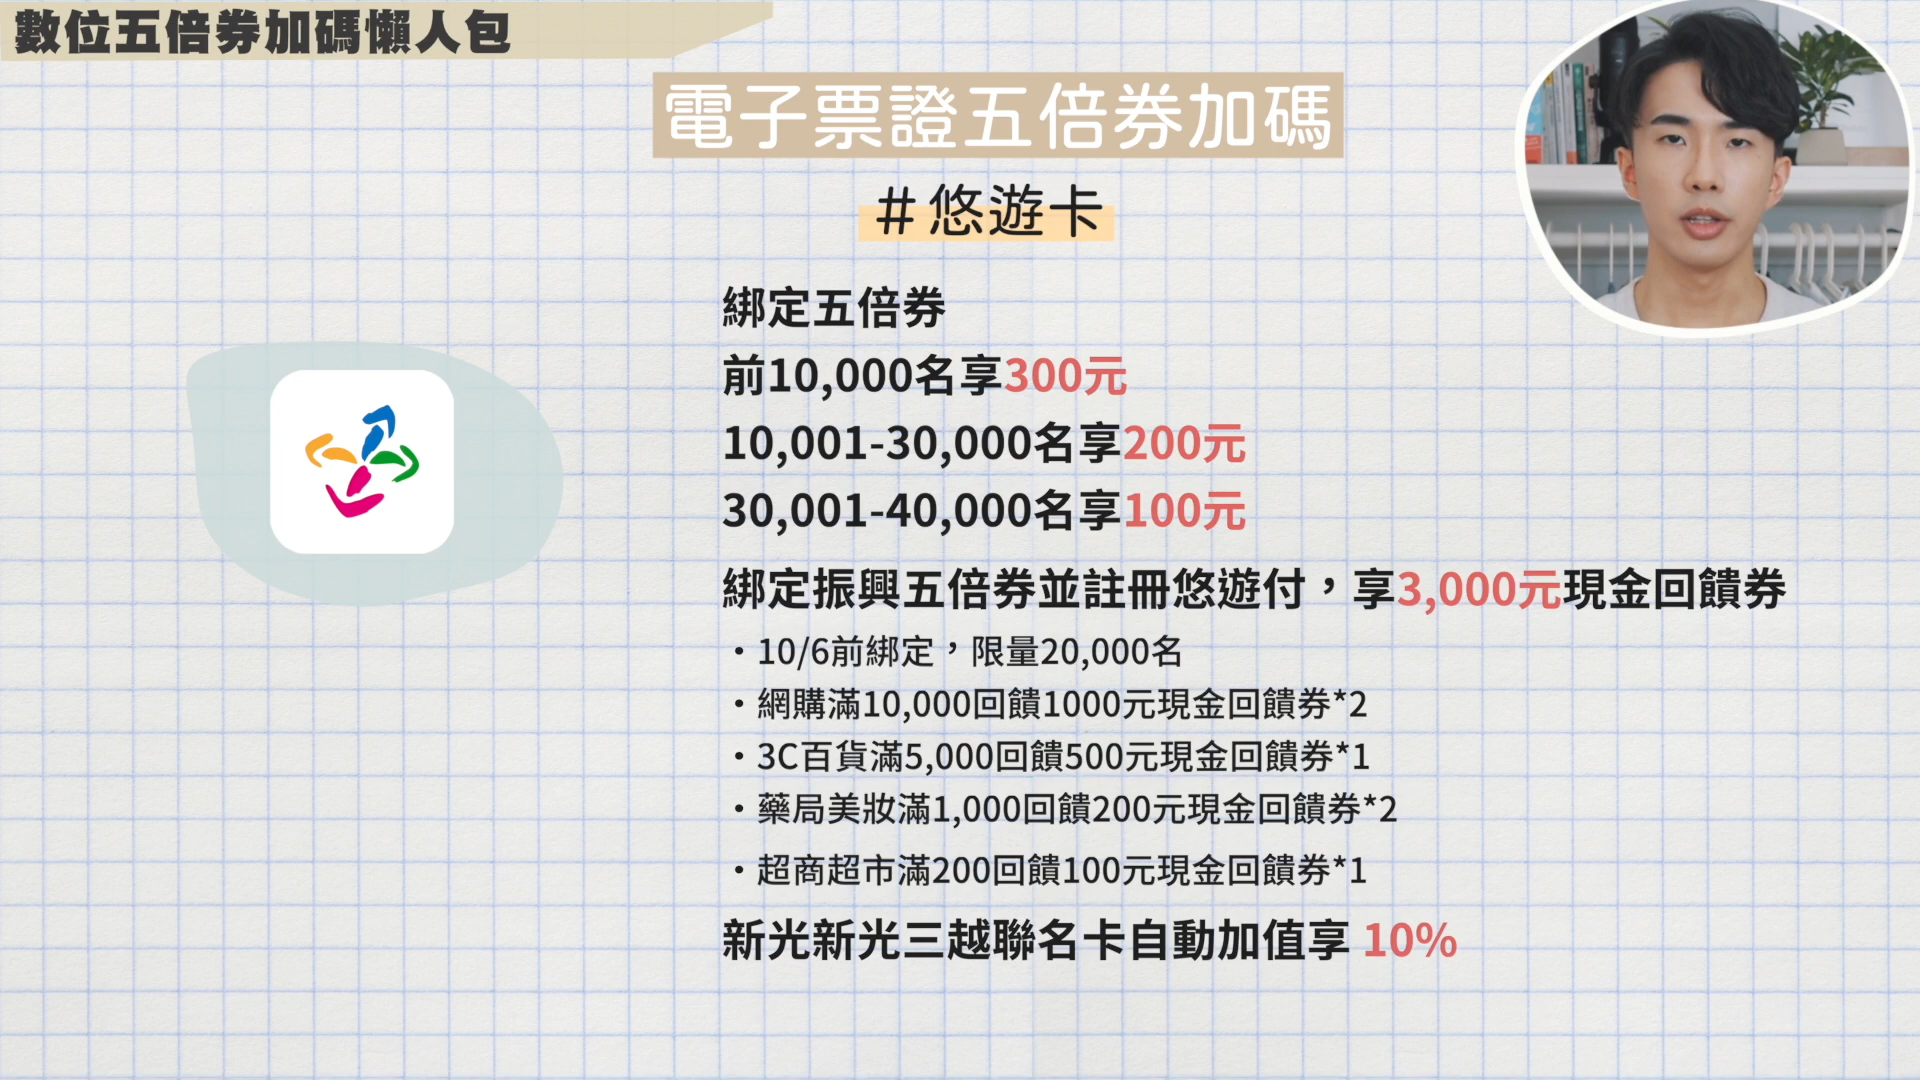 數位五倍券加碼懶人包
電子票證五倍券加碼
#悠遊卡
綁定五倍券
前10,000名享300元
10,001-30,000名享200元
30,001-40,000名享100元
綁定振興五倍券並註冊悠遊付，享3,000元現金回饋券
・10/6前綁定，限量20,000名
・網購滿10,000回饋1000元現金回饋券*2
・3C百貨滿5,000回饋500元現金回饋券*1
・藥局美妝滿1,000回饋200元現金回饋券*2
・超商超市滿200回饋100元現金回饋券*1
新光新光三越聯名卡自動加值享 10%